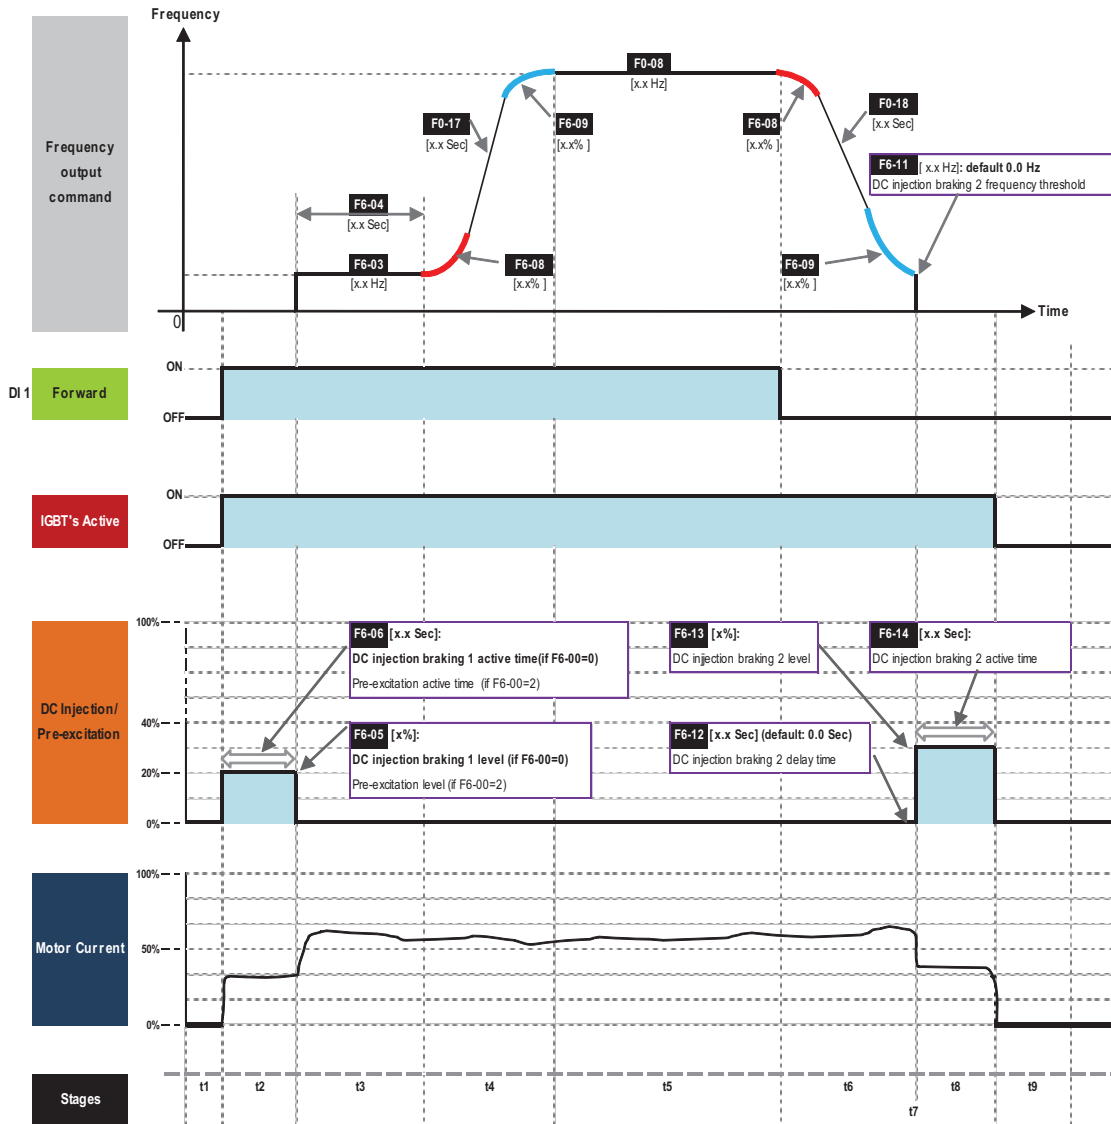 Frequency
F0-08
[x.x Hz]
F0-17
[x.x Sec]
F6-09
[x.x% ]
F6-08
[x.x% ]
F0-18
[x.x Sec]
Frequency
output
command
F6-11 [ x.x Hz]: default 0.0 Hz
DC injection braking 2 frequency threshold
F6-04
[x.x Sec]
F6-03
[x.x Hz]
F6-08
[x.x% ]
F6-09
[x.x% ]
0
Time
DI 1
Forward
ON
OFF
IGBT's Active
ON
OFF
DC Injection/
Pre-excitation
100%
40%
20%
0%
F6-06 [x.x Sec]:
DC injection braking 1 active time(if F6-00=0)
Pre-excitation active time (if F6-00=2)
F6-05 [x%]:
DC injection braking 1 level (if F6-00=0)
Pre-excitation level (if F6-00=2)
F6-13 [x%]:
DC injjection braking 2 level
F6-14 [x.x Sec]:
DC injection braking 2 active time
F6-12 [x.x Sec] (default: 0.0 Sec)
DC injection braking 2 delay time
Motor Current
100%
50%
0%
Stages
t1
t2
t3
t4
t5
t6
t7
t8
t9